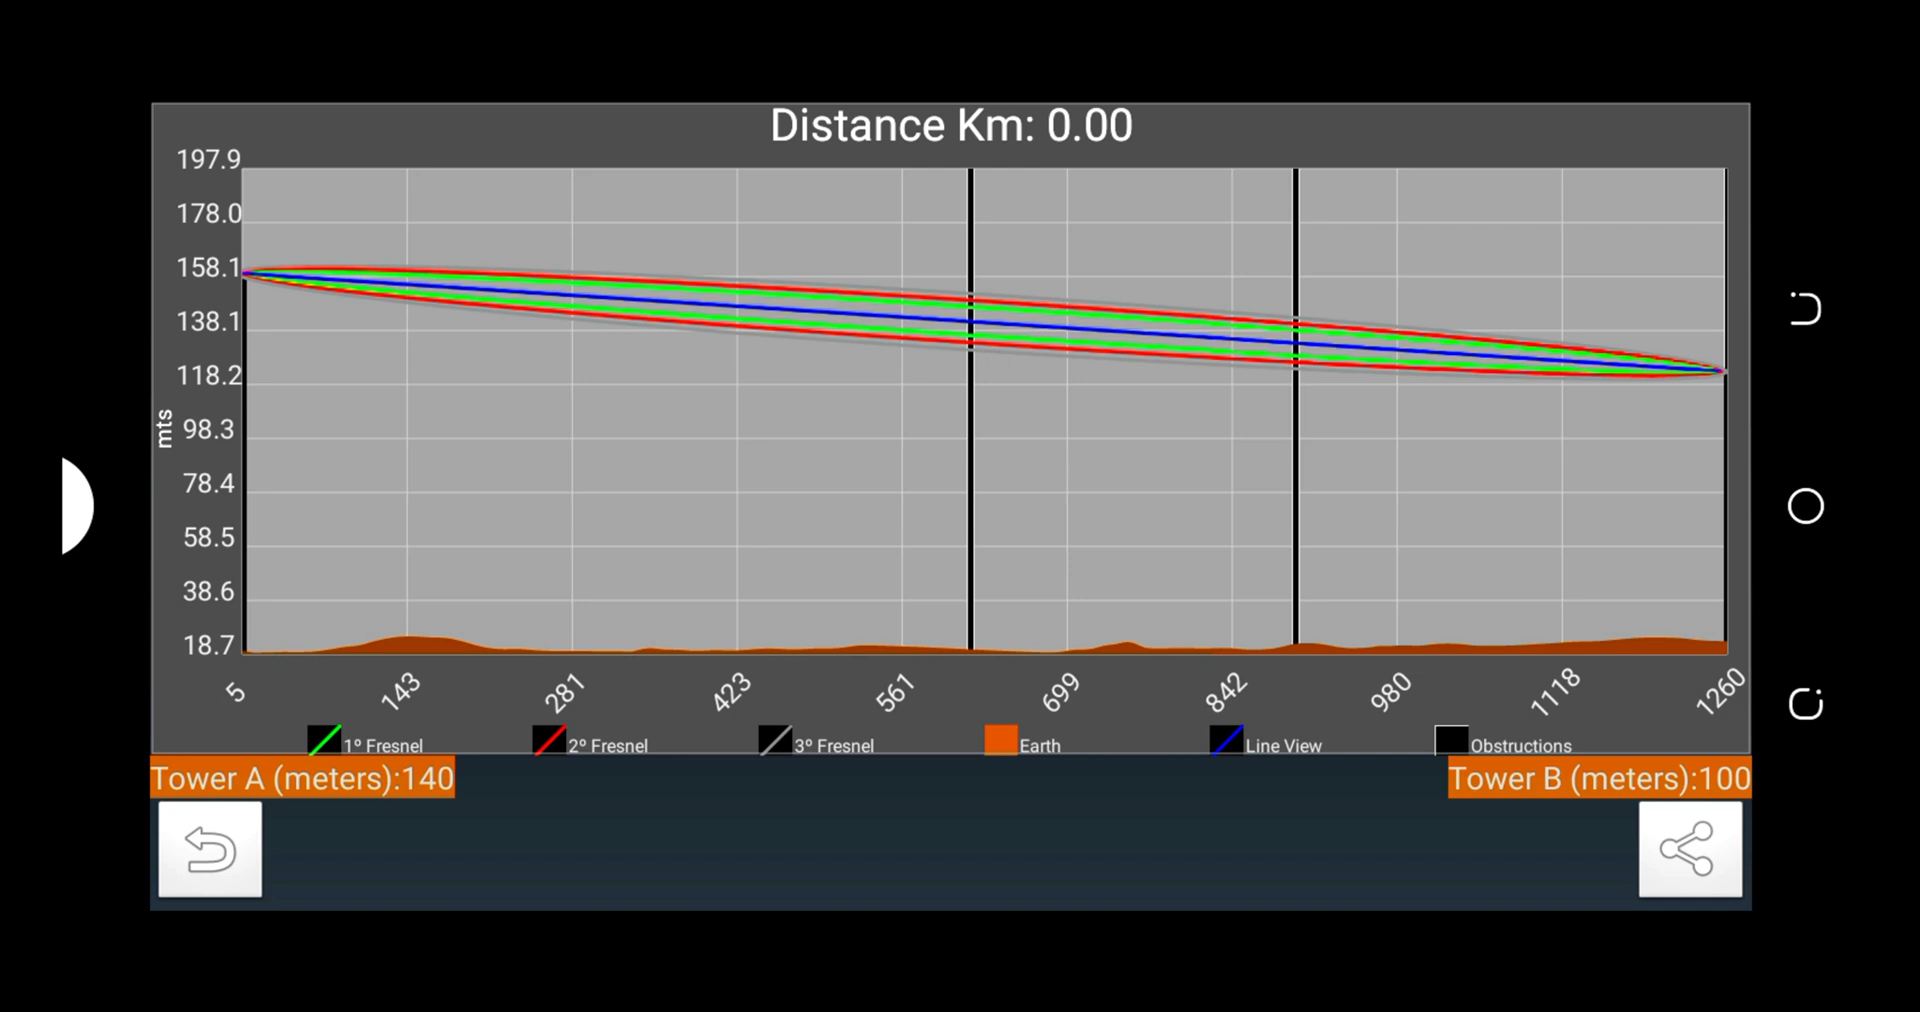 Distance Km: 0.00
197.9
178.0
158.1
138.1
118.2
98.3
78.4
58.5
38.6
18.7
mts
5 143 281 423 561 699 842 980 1118 1260
1º Fresnel 2º Fresnel 3º Fresnel Earth Line View Obstructions
Tower A (meters):140 Tower B (meters):100